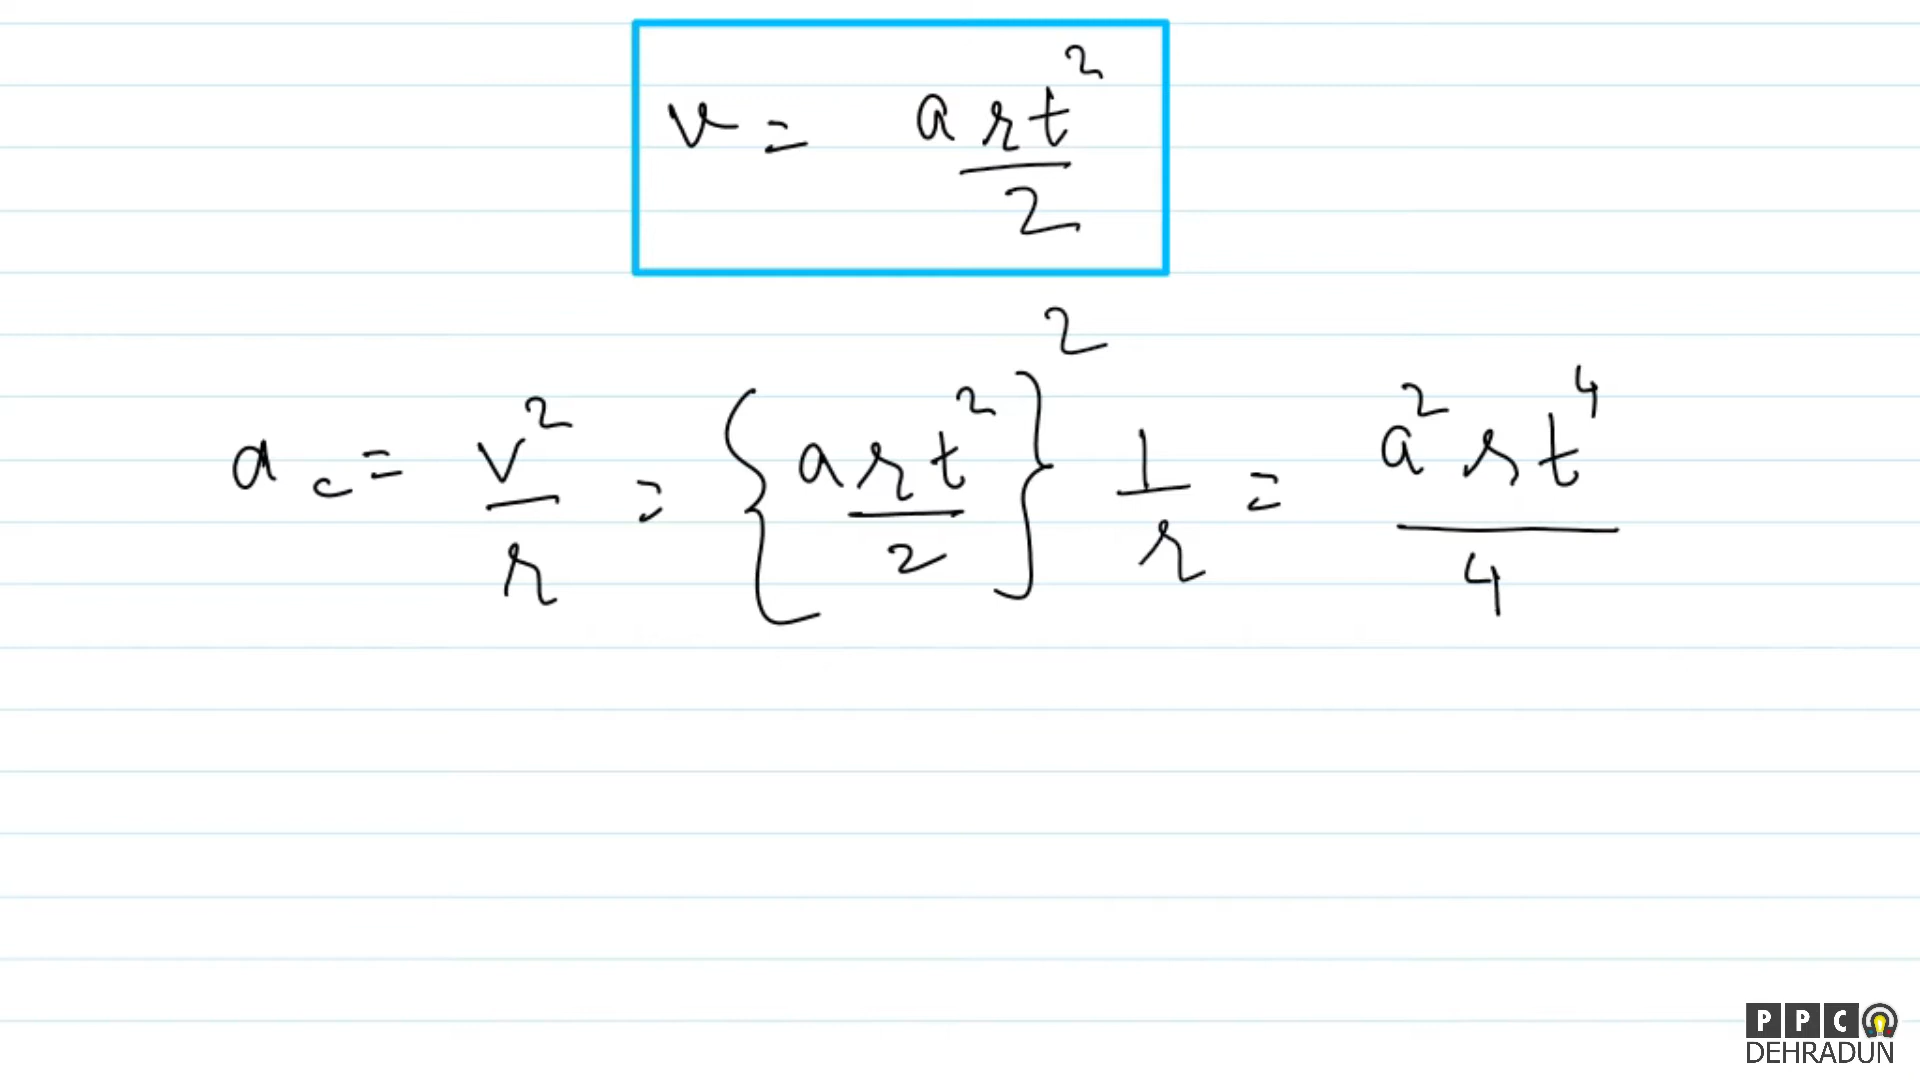 v = art²/2
a_c = v²/r = {art²/2}² 1/r = a²rt⁴/4
PPC
DEHRADUN